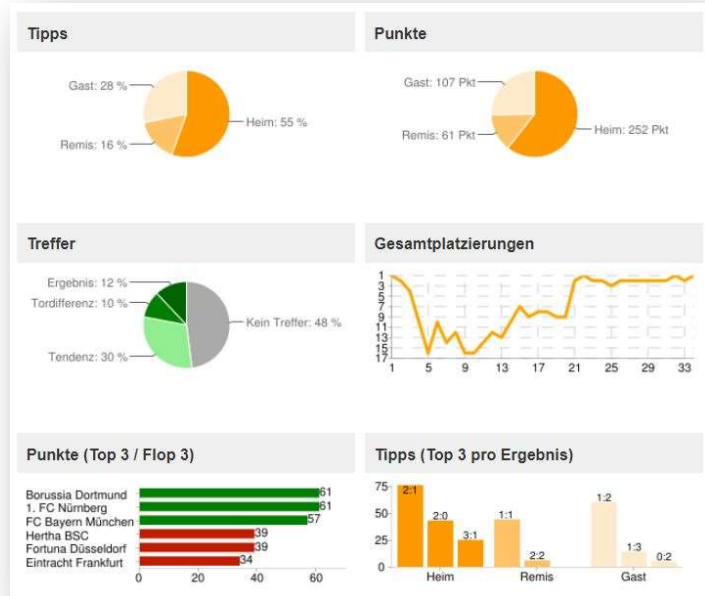 Tipps
Gast: 28 %
Heim: 55 %
Remis: 16 %
Punkte
Gast: 107 Pkt
Remis: 61 Pkt
Heim: 252 Pkt
Treffer
Ergebnis: 12 %
Tordifferenz: 10 %
Kein Treffer: 48 %
Tendenz: 30 %
Gesamtplatzierungen
1
3
5
7
9
11
13
15
17
1 5 9 13 17 21 25 29 33
Punkte (Top 3 / Flop 3)
Borussia Dortmund 61
1. FC Nürnberg 61
FC Bayern München 57
Hertha BSC 39
Fortuna Düsseldorf 39
Eintracht Frankfurt 34
0 20 40 60
Tipps (Top 3 pro Ergebnis)
75
50
25
0
2:1 2:0 3:1 1:1 2:2 1:2 1:3 0:2
Heim Remis Gast